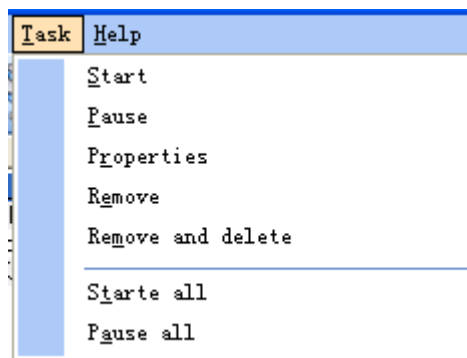 Task Help
Start
Pause
Properties
Remove
Remove and delete
Starte all
Pause all